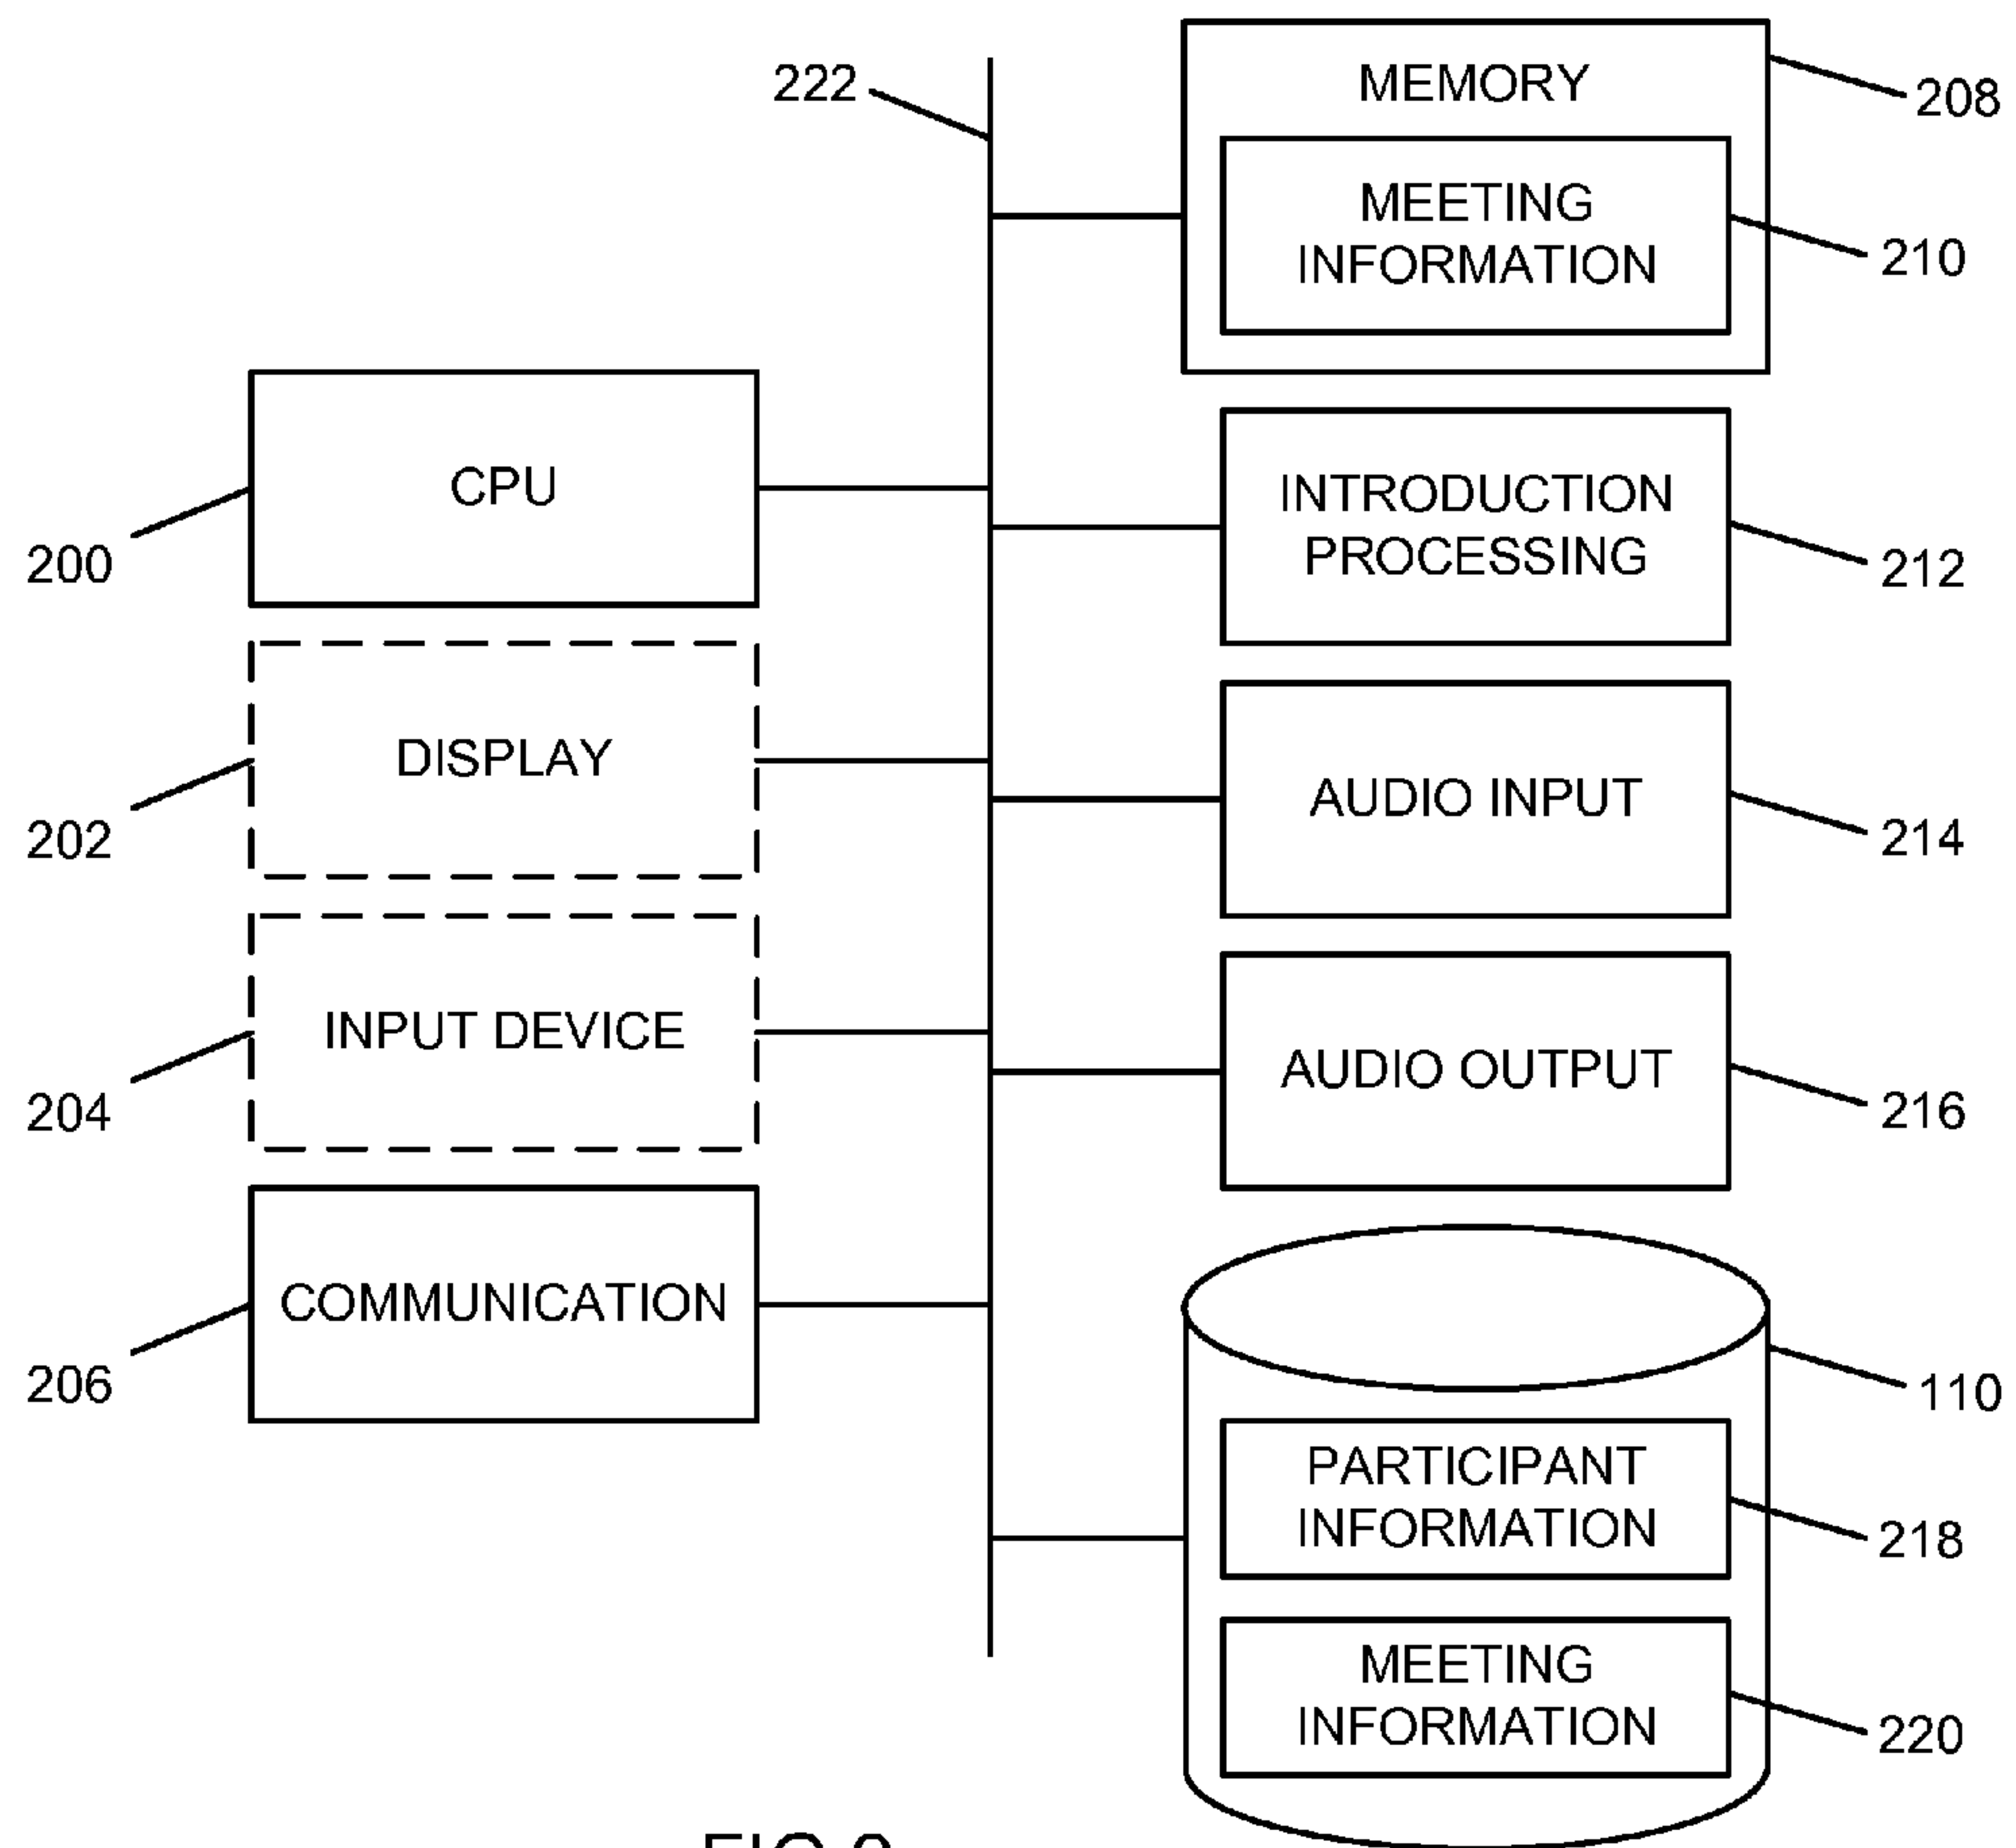 222
MEMORY
208
MEETING
INFORMATION
210
CPU
200
INTRODUCTION
PROCESSING
212
DISPLAY
202
AUDIO INPUT
214
INPUT DEVICE
204
AUDIO OUTPUT
216
COMMUNICATION
206
110
PARTICIPANT
INFORMATION
218
MEETING
INFORMATION
220